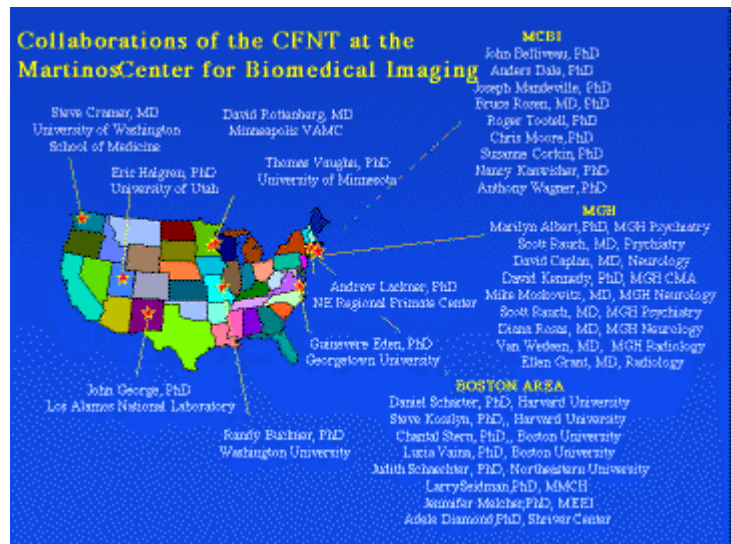 Collaborations of the CFNT at the
MartinosCenter for Biomedical Imaging
MCBI
John Belliveau, PhD
Anders Dale, PhD
Joseph Mandeville, PhD
Bruce Rosen, MD, PhD
Roger Tootell, PhD
Chris Moore,PhD
Suzanne Corkin, PhD
Nancy Kanwisher, PhD
Anthony Wagner, PhD
Steve Cramer, MD
University of Washington
School of Medicine
David Rottenberg, MD
Minneapolis VAMC
Eric Halgren, PhD
University of Utah
Thomas Vaughn, PhD
University of Minnesota
MGH
Marilyn Albert,PhD, MGH Psychiatry
Scott Rauch, MD, Psychiatry
David Caplan, MD, Neurology
David Kennedy, PhD, MGH CMA
Mike Moskowitz, MD, MGH Neurology
Scott Rauch, MD, MGH Psychiatry
Diana Rosas, MD, MGH Neurology
Van Wedeen, MD, MGH Radiology
Ellen Grant, MD, Radiology
Andrew Lackner, PhD
NE Regional Primate Center
Guinevere Eden, PhD
Georgetown University
John George, PhD
Los Alamos National Laboratory
Randy Buckner, PhD
Washington University
BOSTON AREA
Daniel Schacter, PhD, Harvard University
Steve Kosslyn, PhD,, Harvard University
Chantal Stern, PhD,, Boston University
Lucia Vaina, PhD, Boston University
Judith Schaechter, PhD, Northeastern University
LarrySeidman,PhD, MMCH
Jennifer Melcher,PhD, MEEI
Adele Diamond,PhD, Shriver Center